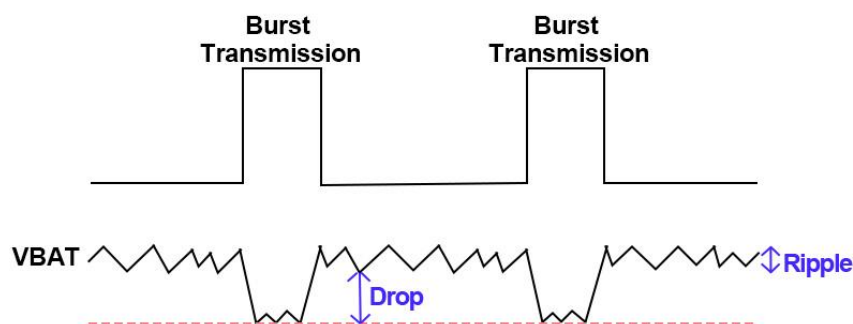 Burst
Transmission
Burst
Transmission
VBAT
Ripple
Drop